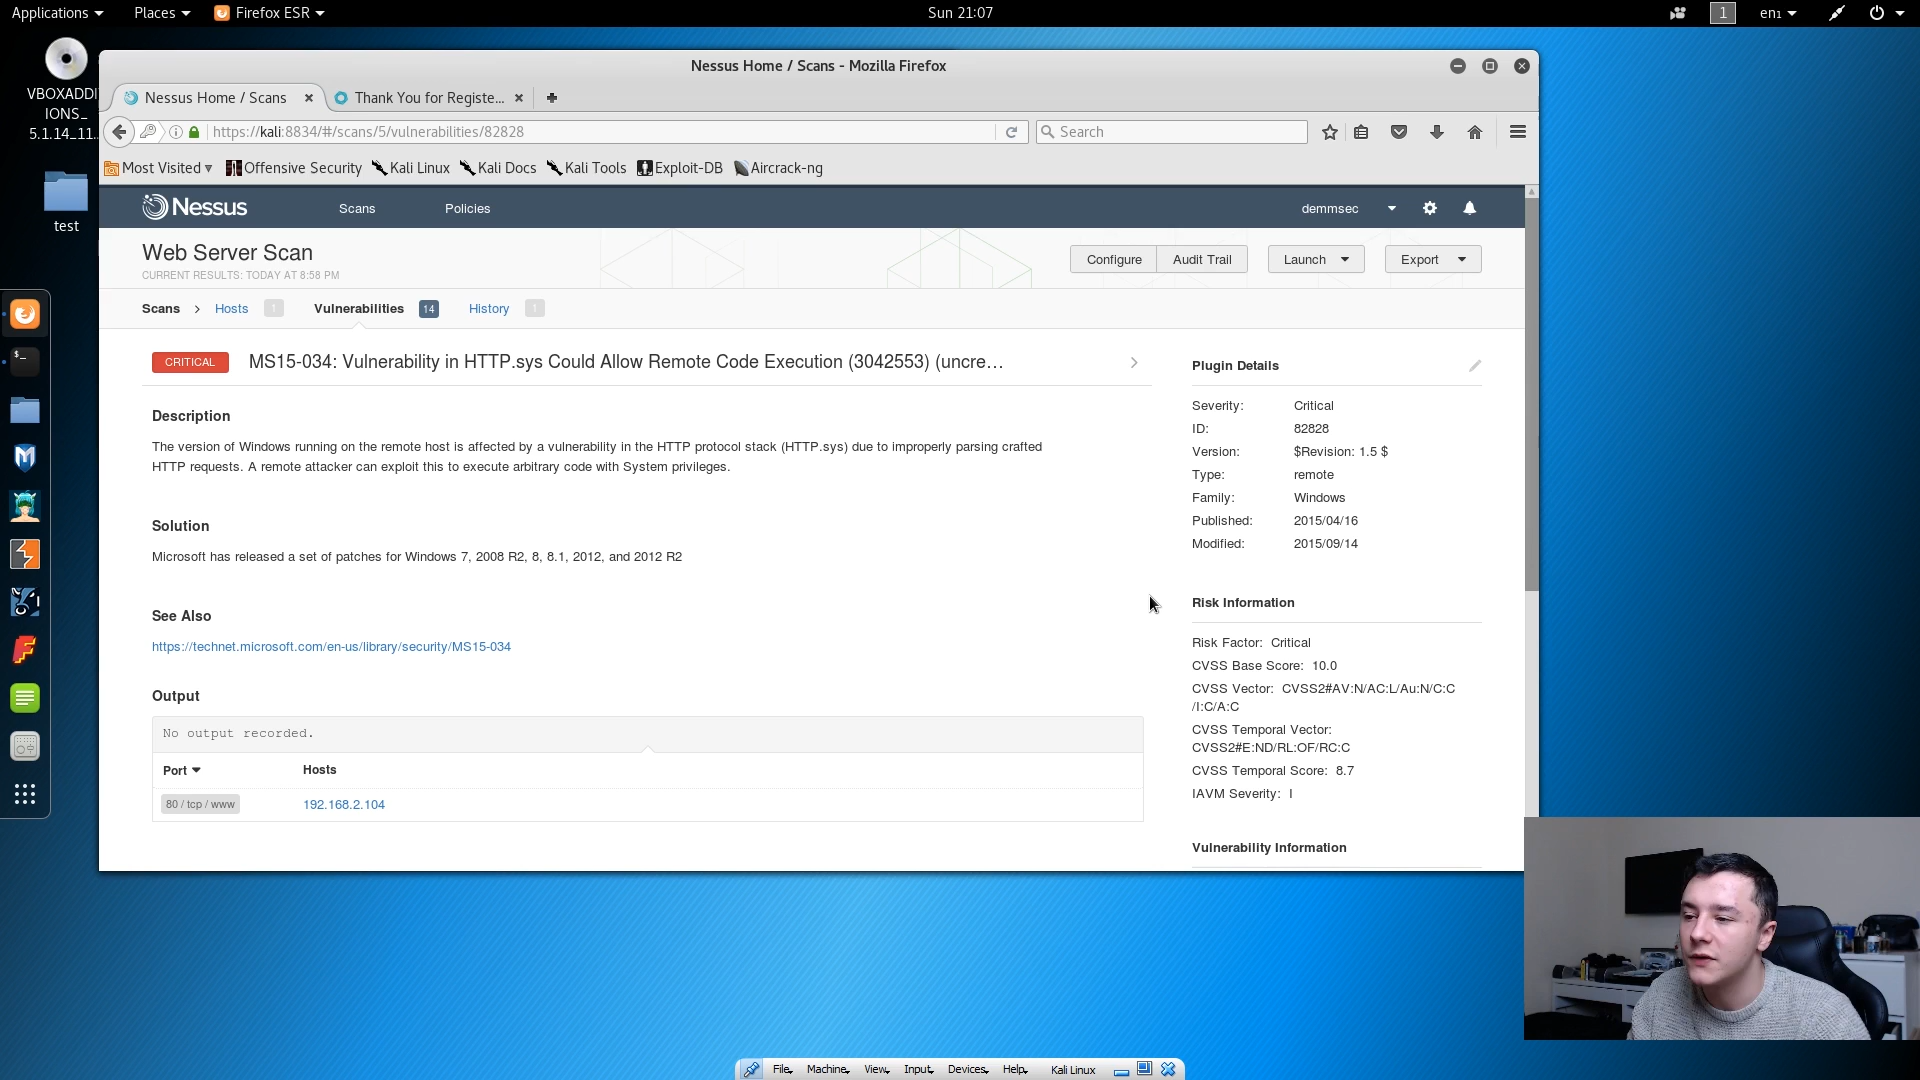 Applications Places Firefox ESR Sun 21:07 1 en1
VBOXADDI
IONS_
5.1.14_11...
test
Nessus Home / Scans - Mozilla Firefox
Nessus Home / Scans Thank You for Registe...
https://kali:8834/#/scans/5/vulnerabilities/82828 Search
Most Visited Offensive Security Kali Linux Kali Docs Kali Tools Exploit-DB Aircrack-ng
Nessus Scans Policies demmsec
Web Server Scan
CURRENT RESULTS: TODAY AT 8:58 PM
Configure Audit Trail Launch Export
Scans > Hosts 1 Vulnerabilities 14 History 1
CRITICAL MS15-034: Vulnerability in HTTP.sys Could Allow Remote Code Execution (3042553) (uncre…
Description
The version of Windows running on the remote host is affected by a vulnerability in the HTTP protocol stack (HTTP.sys) due to improperly parsing crafted
HTTP requests. A remote attacker can exploit this to execute arbitrary code with System privileges.
Solution
Microsoft has released a set of patches for Windows 7, 2008 R2, 8, 8.1, 2012, and 2012 R2
See Also
https://technet.microsoft.com/en-us/library/security/MS15-034
Output
No output recorded.
Port Hosts
80 / tcp / www 192.168.2.104
Plugin Details
Severity: Critical
ID: 82828
Version: $Revision: 1.5 $
Type: remote
Family: Windows
Published: 2015/04/16
Modified: 2015/09/14
Risk Information
Risk Factor: Critical
CVSS Base Score: 10.0
CVSS Vector: CVSS2#AV:N/AC:L/Au:N/C:C
/I:C/A:C
CVSS Temporal Vector:
CVSS2#E:ND/RL:OF/RC:C
CVSS Temporal Score: 8.7
IAVM Severity: I
Vulnerability Information
File Machine View Input Devices Help Kali Linux